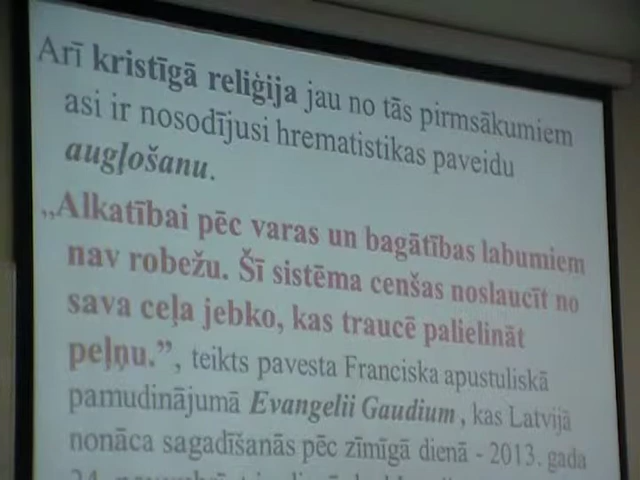 Arī kristīgā reliģija jau no tās pirmsākumiem
asi ir nosodījusi hrematistikas paveidu
augļošanu.
„Alkatībai pēc varas un bagātības labumiem
nav robežu. Šī sistēma cenšas noslaucīt no
sava ceļa jebko, kas traucē palielināt
peļņu.”, teikts pavesta Franciska apustuliskā
pamudinājumā Evangelii Gaudium, kas Latvijā
nonāca sagadīšanās pēc zīmīgā dienā - 2013. gada